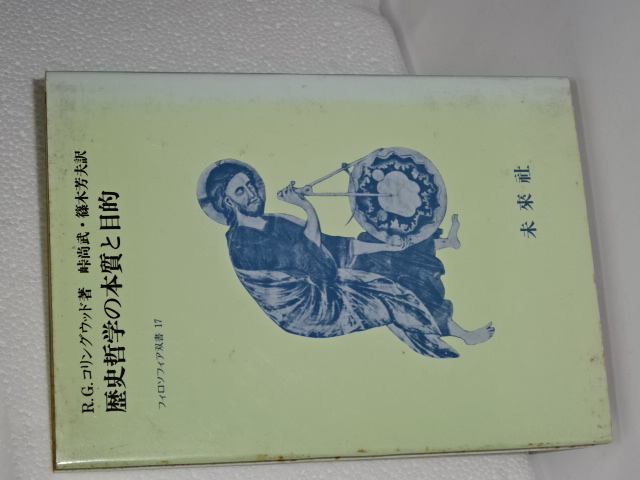 R.G.コリングウッド著 峠尚武・篠木芳夫訳
歴史哲学の本質と目的
フィロソフィア双書 17
未來社